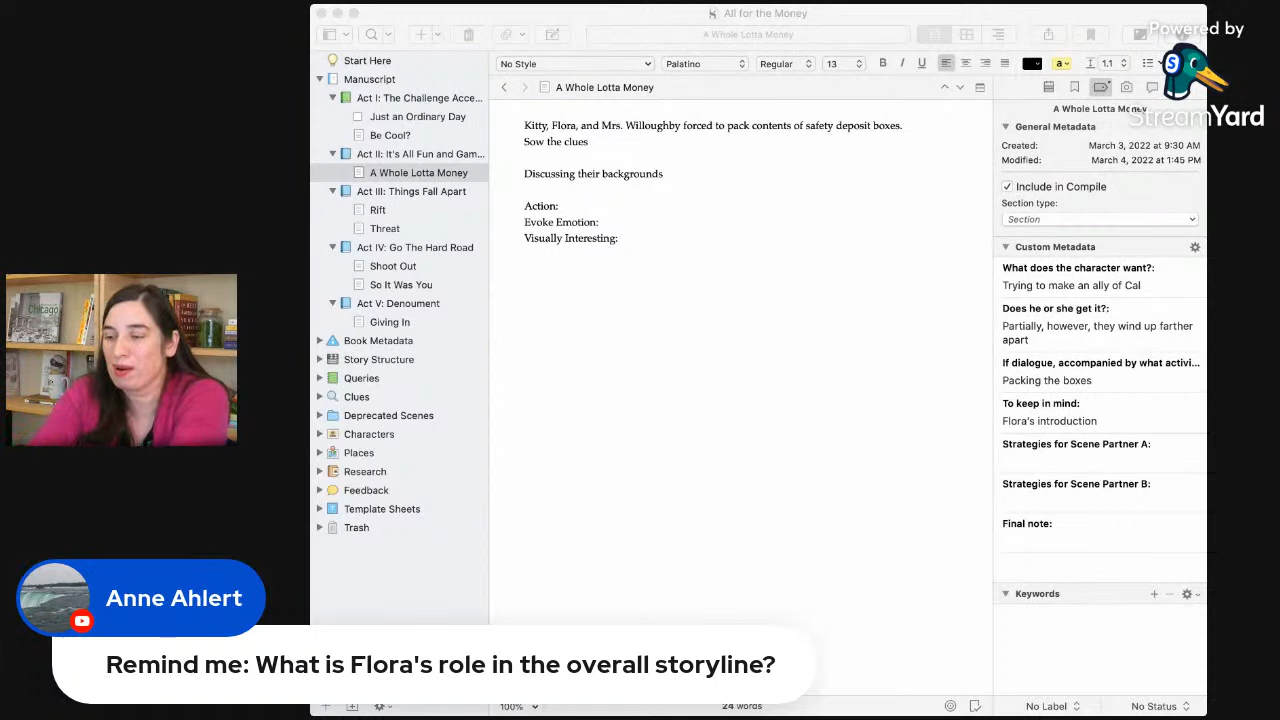 All for the Money
A Whole Lotta Money
Powered by
StreamYard
No Style
Palatino
Regular
13
B
I
U
a
1.1
A Whole Lotta Money
Start Here
Manuscript
Act I: The Challenge Acce...
Just an Ordinary Day
Be Cool?
Act II: It's All Fun and Gam...
A Whole Lotta Money
Act III: Things Fall Apart
Rift
Threat
Act IV: Go The Hard Road
Shoot Out
So It Was You
Act V: Denoument
Giving In
Book Metadata
Story Structure
Queries
Clues
Deprecated Scenes
Characters
Places
Research
Feedback
Template Sheets
Trash
Kitty, Flora, and Mrs. Willoughby forced to pack contents of safety deposit boxes.
Sow the clues
Discussing their backgrounds
Action:
Evoke Emotion:
Visually Interesting:
A Whole Lotta Money
General Metadata
Created: March 3, 2022 at 9:30 AM
Modified: March 4, 2022 at 1:45 PM
Include in Compile
Section type:
Section
Custom Metadata
What does the character want?:
Trying to make an ally of Cal
Does he or she get it?:
Partially, however, they wind up farther
apart
If dialogue, accompanied by what activi...
Packing the boxes
To keep in mind:
Flora's introduction
Strategies for Scene Partner A:
Strategies for Scene Partner B:
Final note:
Keywords
100%
24 words
No Label
No Status
Chicago
Anne Ahlert
Remind me: What is Flora's role in the overall storyline?